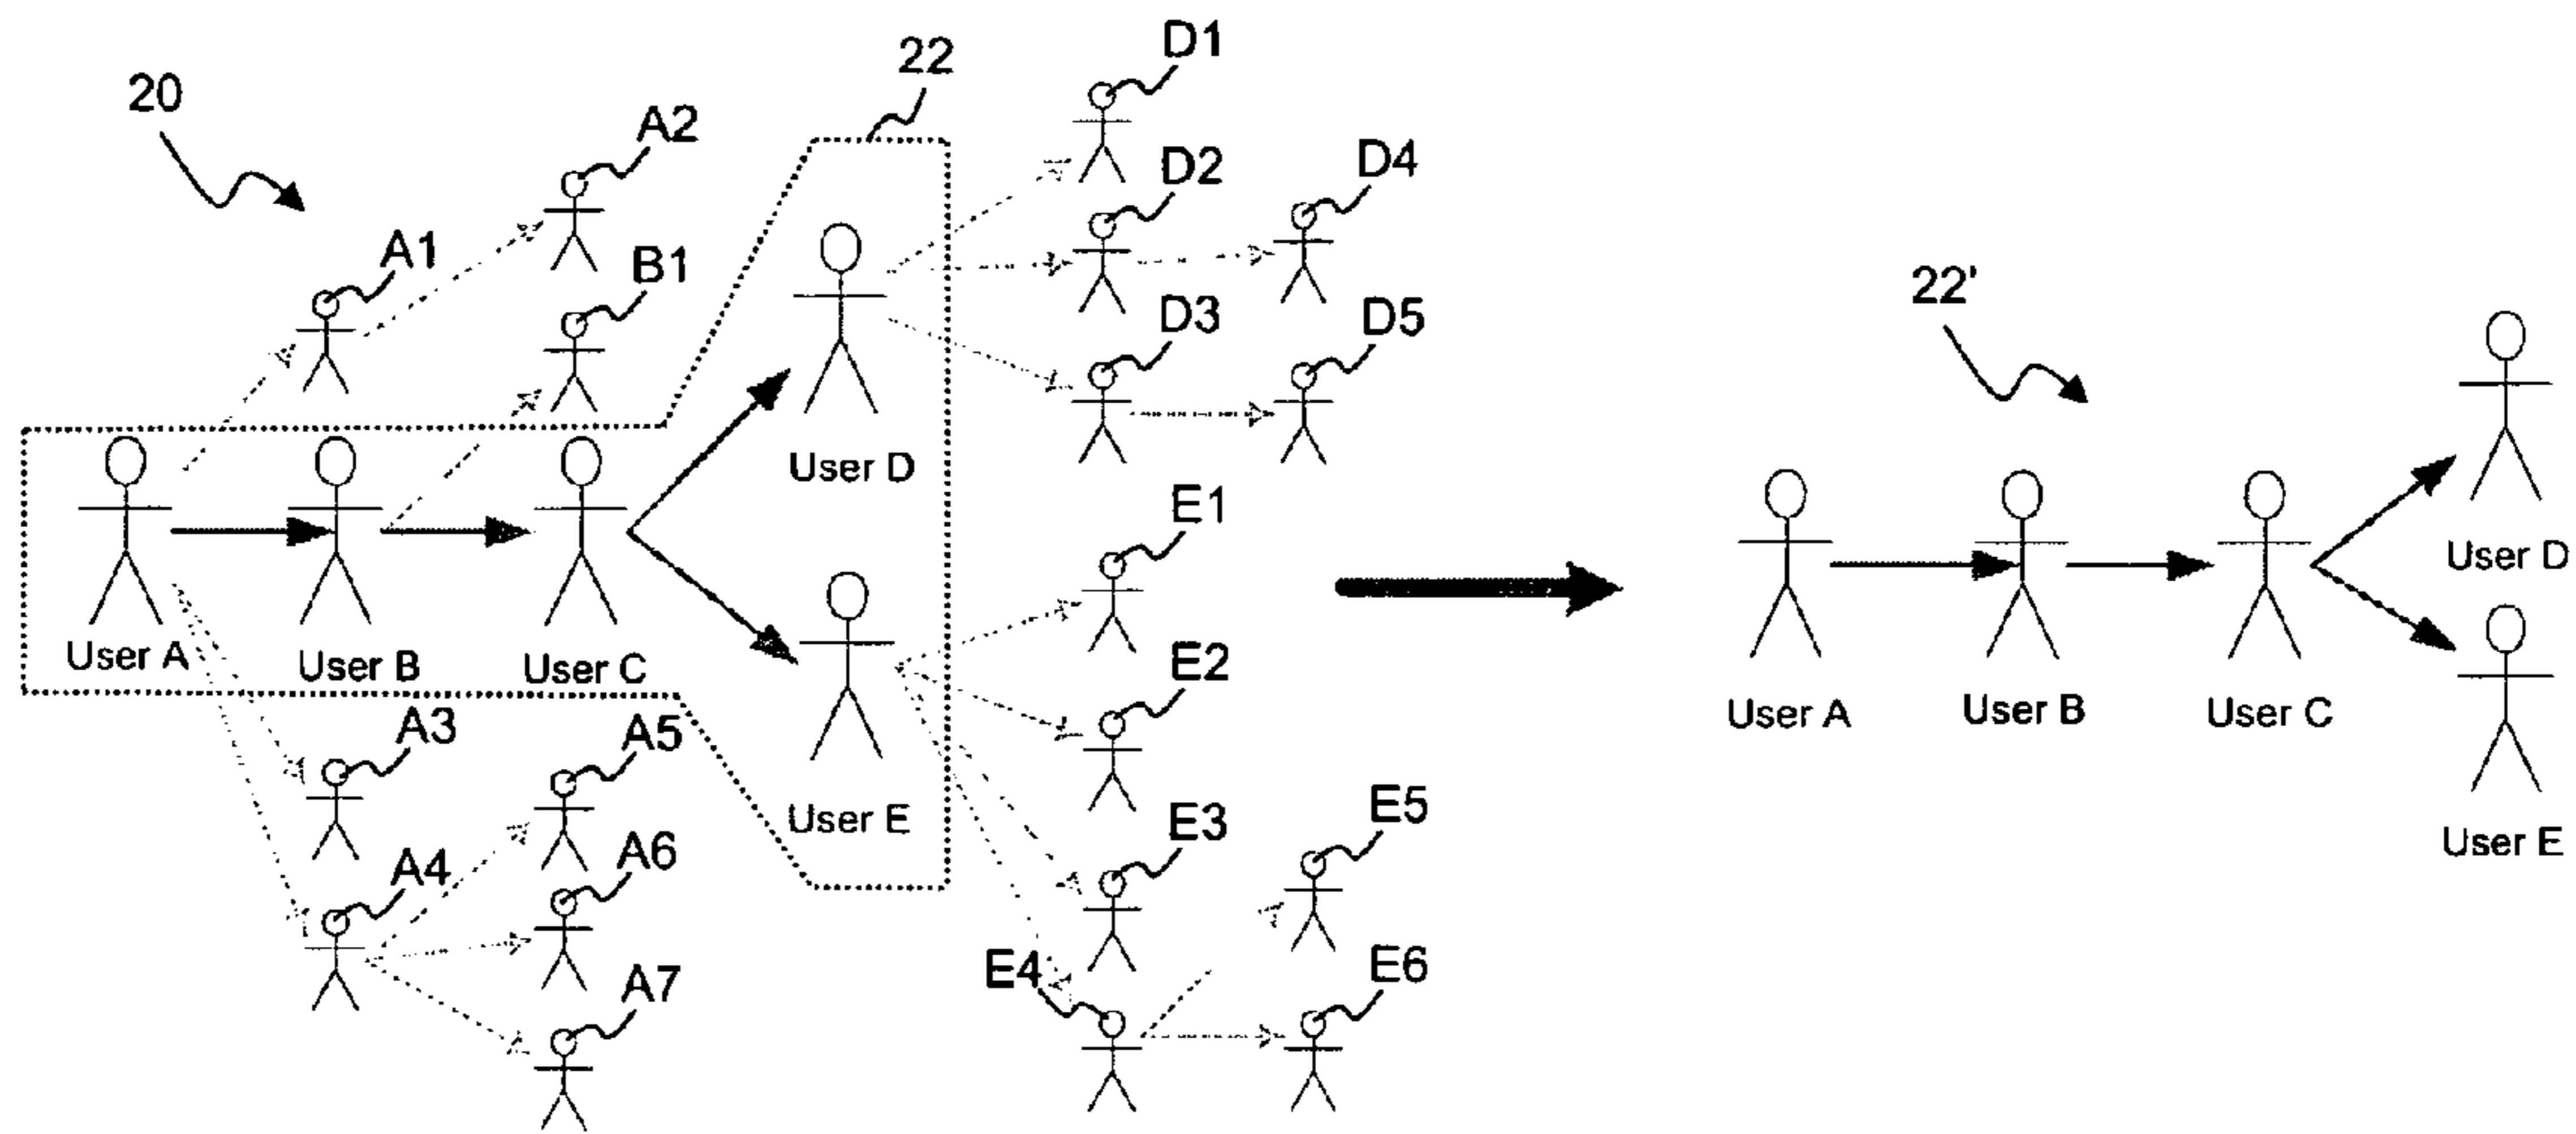 20
22
A1
A2
B1
D1
D2
D4
D3
D5
User D
User A
User B
User C
User E
E1
E2
E3
E5
E4
E6
A3
A5
A4
A6
A7
22'
User A
User B
User C
User D
User E